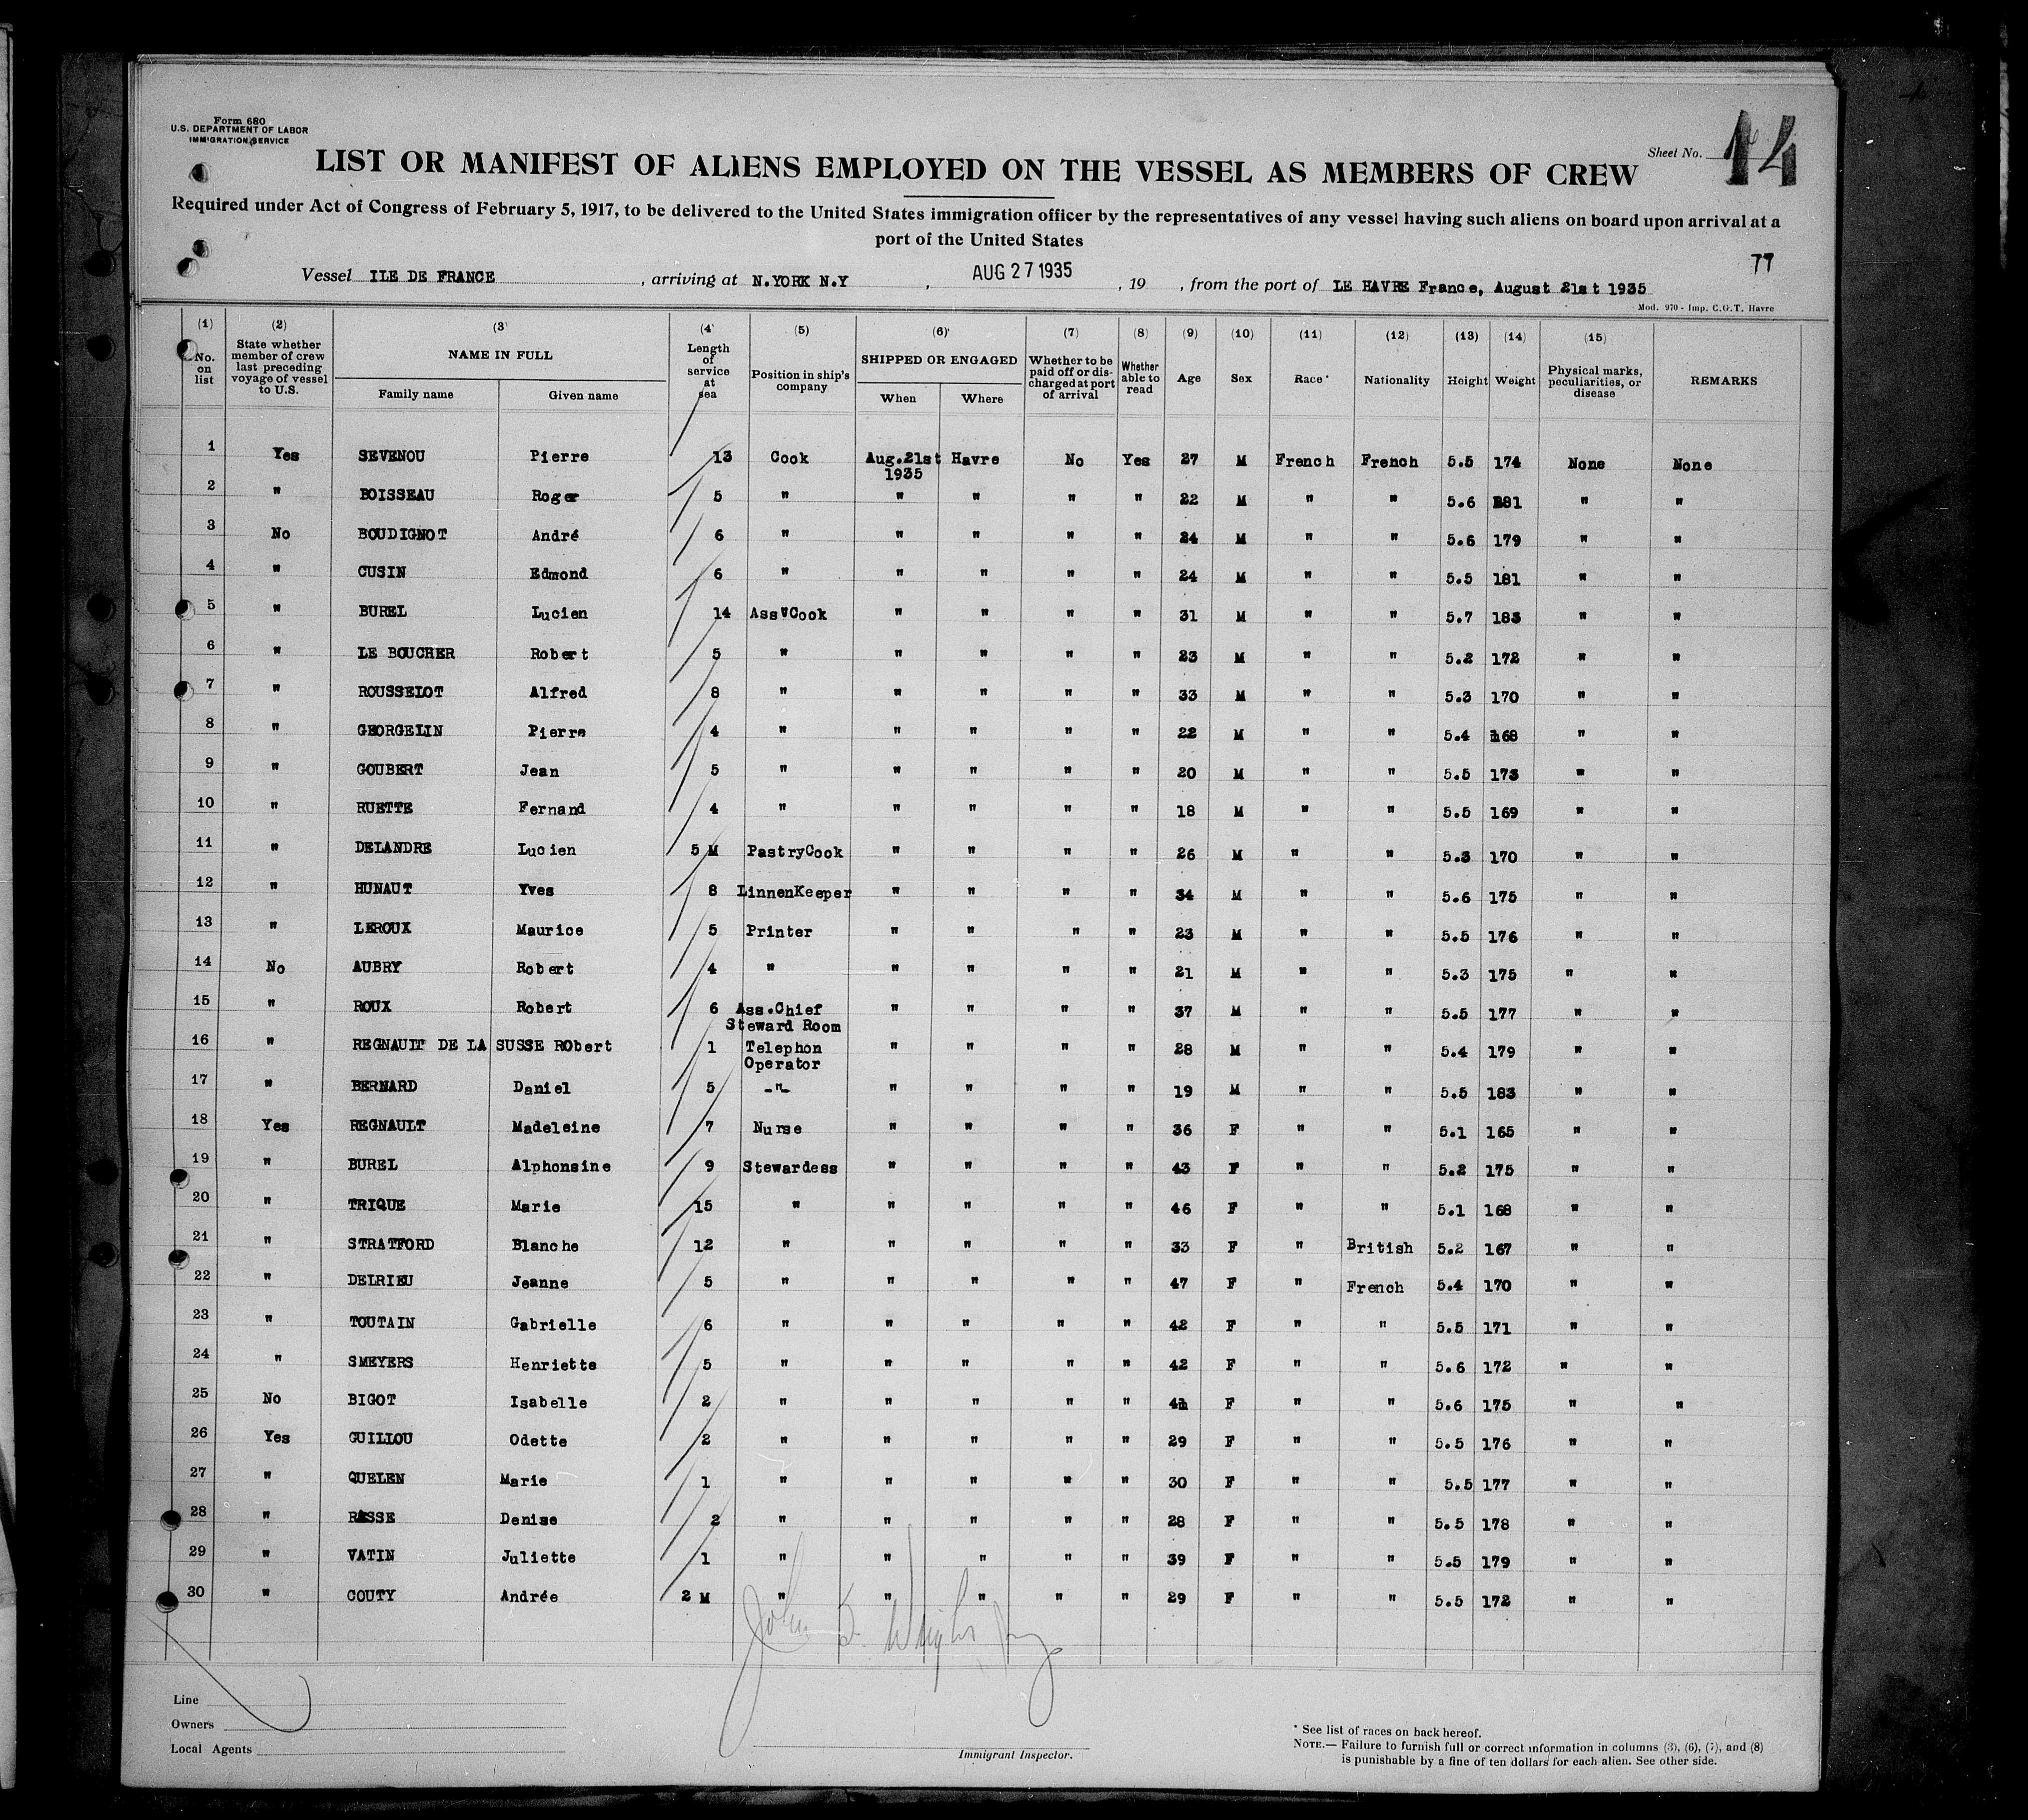 Form 680
U.S. DEPARTMENT OF LABOR
IMMIGRATION SERVICE
Sheet No. 14
LIST OR MANIFEST OF ALIENS EMPLOYED ON THE VESSEL AS MEMBERS OF CREW
Required under Act of Congress of February 5, 1917, to be delivered to the United States immigration officer by the representatives of any vessel having such aliens on board upon arrival at a
port of the United States
77
Vessel ILE DE FRANCE , arriving at N.YORK N.Y , AUG 27 1935 , 19 , from the port of LE HAVRE France, August 21st 1935
Mod. 970 - Imp. C.G.T. Havre
(1) (2) (3) (4) (5) (6) (7) (8) (9) (10) (11) (12) (13) (14) (15)
No. on list State whether member of crew last preceding voyage of vessel to U.S. NAME IN FULL Length of service at sea Position in ship's company SHIPPED OR ENGAGED Whether to be paid off or discharged at port of arrival Whether able to read Age Sex Race* Nationality Height Weight Physical marks, peculiarities, or disease REMARKS
Family name Given name When Where
1 Yes SEVENOU Pierre 13 Cook Aug.21st 1935 Havre No Yes 27 M French French 5.5 174 None None
2 " BOISSEAU Roger 5 " " " " " 22 M " " 5.6 181 " "
3 No BOUDIGNOT André 6 " " " " " 24 M " " 5.6 179 " "
4 " CUSIN Edmond 6 " " " " " 24 M " " 5.5 181 " "
5 " BUREL Lucien 14 Ass"Cook " " " " 31 M " " 5.7 183 " "
6 " LE BOUCHER Robert 5 " " " " " 23 M " " 5.2 172 " "
7 " ROUSSELOT Alfred 8 " " " " " 33 M " " 5.3 170 " "
8 " GEORGELIN Pierre 4 " " " " " 22 M " " 5.4 168 " "
9 " GOUBERT Jean 5 " " " " " 20 M " " 5.5 173 " "
10 " RUETTE Fernand 4 " " " " " 18 M " " 5.5 169 " "
11 " DELANDRE Lucien 5 M PastryCook " " " " 26 M " " 5.3 170 " "
12 " HUNAUT Yves 8 LinnenKeeper " " " " 34 M " " 5.6 175 " "
13 " LEROUX Maurice 5 Printer " " " " 23 M " " 5.5 176 " "
14 No AUBRY Robert 4 " " " " " 21 M " " 5.3 175 " "
15 " ROUX Robert 6 Ass.Chief Steward Room " " " " 37 M " " 5.5 177 " "
16 " REGNAULT DE LA SUSSE RObert 1 Telephon Operator " " " " 28 M " " 5.4 179 " "
17 " BERNARD Daniel 5 -"- " " " " 19 M " " 5.5 183 " "
18 Yes REGNAULT Madeleine 7 Nurse " " " " 36 F " " 5.1 165 " "
19 " BUREL Alphonsine 9 Stewardess " " " " 43 F " " 5.2 175 " "
20 " TRIQUE Marie 15 " " " " " 46 F " " 5.1 168 " "
21 " STRATFORD Blanche 12 " " " " " 33 F " British 5.2 167 " "
22 " DELRIEU Jeanne 5 " " " " " 47 F " French 5.4 170 " "
23 " TOUTAIN Gabrielle 6 " " " " " 42 F " " 5.5 171 " "
24 " SMEYERS Henriette 5 " " " " " 42 F " " 5.6 172 " "
25 No BIGOT Isabelle 2 " " " " " 41 F " " 5.6 175 " "
26 Yes GUILLOU Odette 2 " " " " " 29 F " " 5.5 176 " "
27 " QUELEN Marie 1 " " " " " 30 F " " 5.5 177 " "
28 " RASSE Denise 2 " " " " " 28 F " " 5.5 178 " "
29 " VATIN Juliette 1 " " " " " 39 F " " 5.5 179 " "
30 " COUTY Andrée 2 M " " " " " 29 F " " 5.5 172 " "
John
Line
Owners
Local Agents
Immigrant Inspector.
* See list of races on back hereof.
NOTE.— Failure to furnish full or correct information in columns (3), (6), (7), and (8)
is punishable by a fine of ten dollars for each alien. See other side.